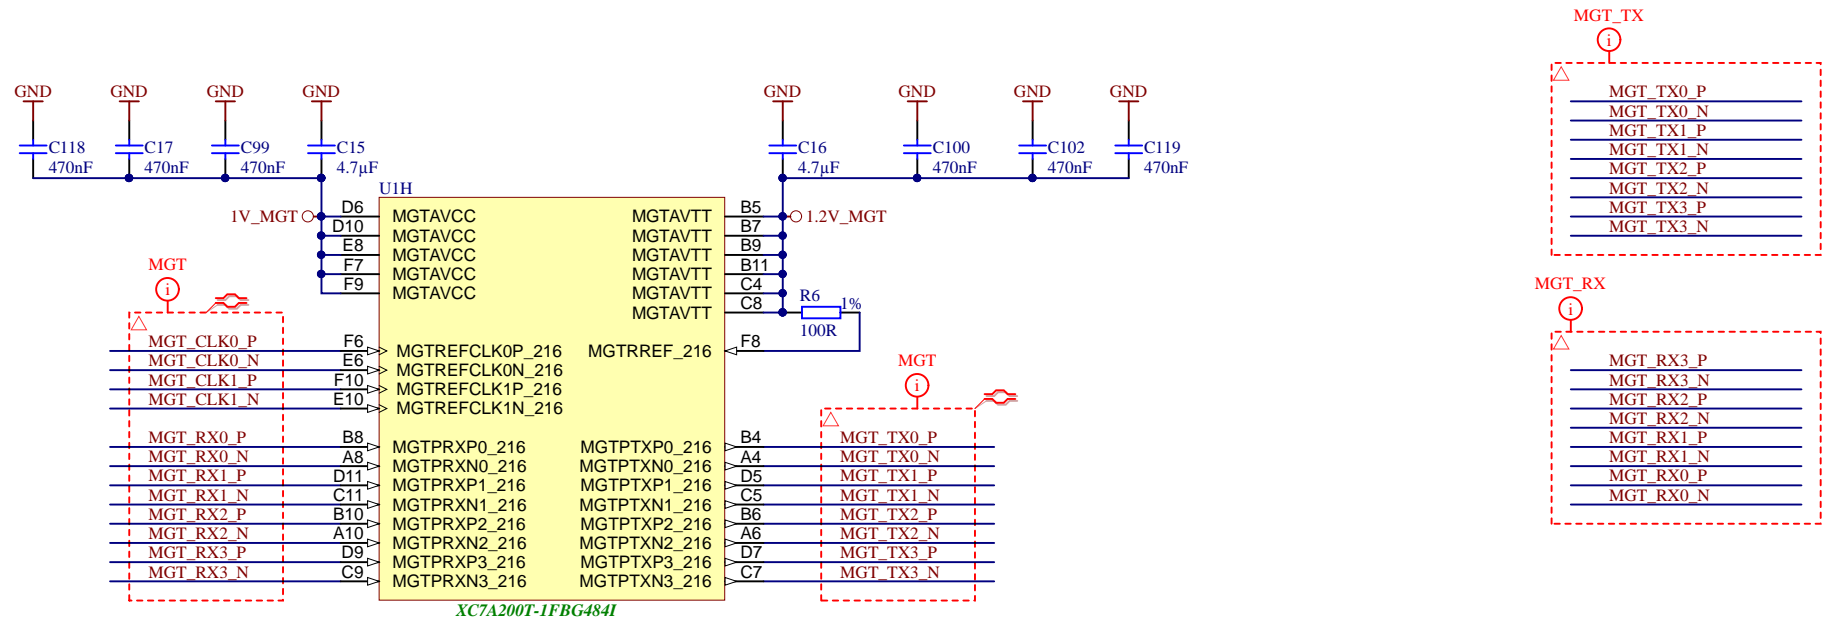 MGT_TX
i
GND GND GND GND GND GND GND GND
MGT_TX0_P
MGT_TX0_N
MGT_TX1_P
MGT_TX1_N
MGT_TX2_P
MGT_TX2_N
MGT_TX3_P
MGT_TX3_N
C118 C17 C99 C15 C16 C100 C102 C119
470nF 470nF 470nF 4.7µF 4.7µF 470nF 470nF 470nF
U1H
1V_MGT D6 MGTAVCC MGTAVTT B5 1.2V_MGT
D10 MGTAVCC MGTAVTT B7
E8 MGTAVCC MGTAVTT B9
F7 MGTAVCC MGTAVTT B11
F9 MGTAVCC MGTAVTT C4
MGTAVTT C8 R6 1%
100R
MGT
i
MGT_CLK0_P F6 MGTREFCLK0P_216 MGTRREF_216 F8
MGT_CLK0_N E6 MGTREFCLK0N_216
MGT_CLK1_P F10 MGTREFCLK1P_216
MGT_CLK1_N E10 MGTREFCLK1N_216
MGT
i
MGT_RX0_P B8 MGTPRXP0_216 MGTPTXP0_216 B4 MGT_TX0_P
MGT_RX0_N A8 MGTPRXN0_216 MGTPTXN0_216 A4 MGT_TX0_N
MGT_RX1_P D11 MGTPRXP1_216 MGTPTXP1_216 D5 MGT_TX1_P
MGT_RX1_N C11 MGTPRXN1_216 MGTPTXN1_216 C5 MGT_TX1_N
MGT_RX2_P B10 MGTPRXP2_216 MGTPTXP2_216 B6 MGT_TX2_P
MGT_RX2_N A10 MGTPRXN2_216 MGTPTXN2_216 A6 MGT_TX2_N
MGT_RX3_P D9 MGTPRXP3_216 MGTPTXP3_216 D7 MGT_TX3_P
MGT_RX3_N C9 MGTPRXN3_216 MGTPTXN3_216 C7 MGT_TX3_N
XC7A200T-1FBG484I
MGT_RX
i
MGT_RX3_P
MGT_RX3_N
MGT_RX2_P
MGT_RX2_N
MGT_RX1_P
MGT_RX1_N
MGT_RX0_P
MGT_RX0_N